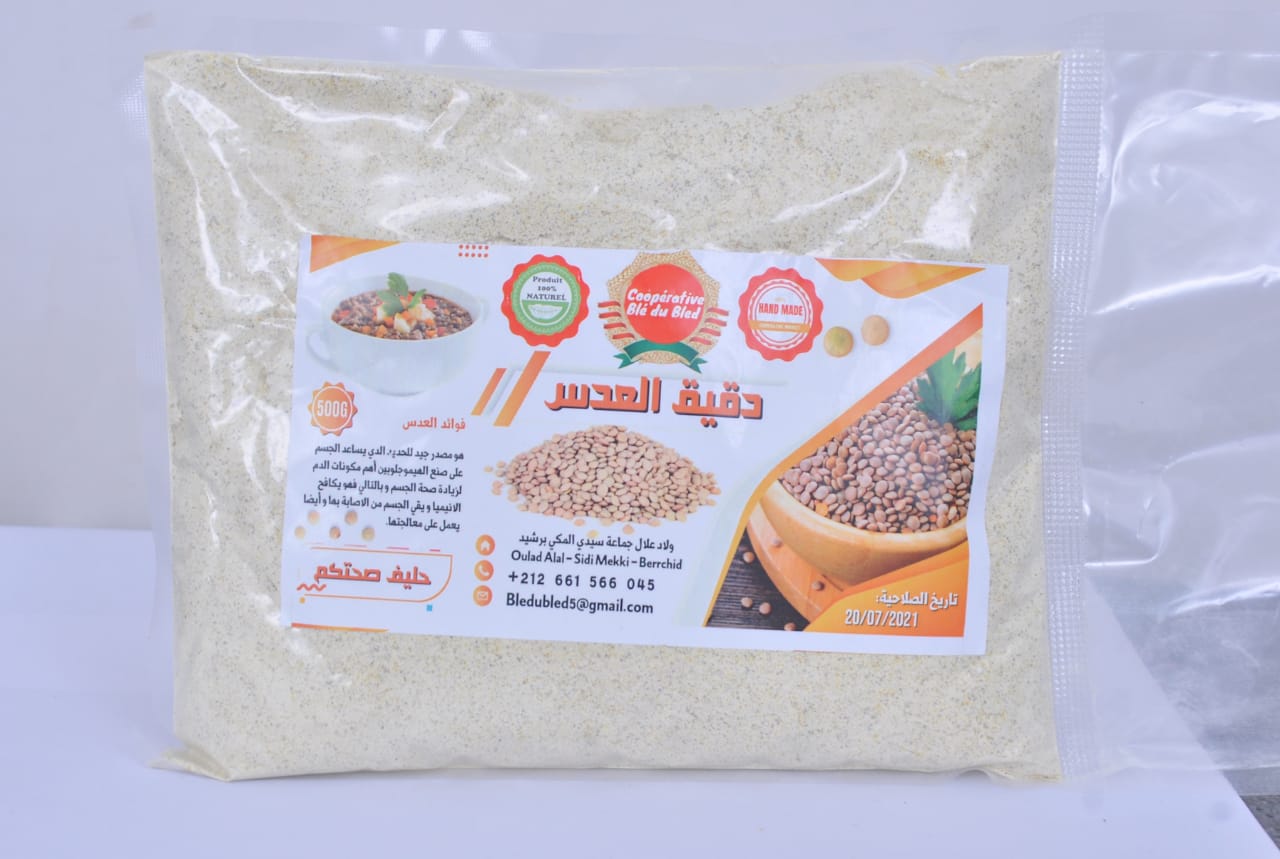 Produit
100%
NATUREL
Coopérative
Blé du Bled
HAND MADE
دقيق العدس
500G
فوائد العدس
هو مصدر جيد للحديد الدي يساعد الجسم
على صنع الهيموجلوبين أهم مكونات الدم
لزيادة صحة الجسم و بالتالي فهو يكافح
الانيميا و يقي الجسم من الاصابة بها و أيضا
يعمل على معالجتها.
حليف صحتكم
ولاد علال جماعة سيدي المكي برشيد
Oulad Alal – Sidi Mekki – Berrchid
+212 661 566 045
Bledubled5@gmail.com
تاريخ الصلاحية:
20/07/2021